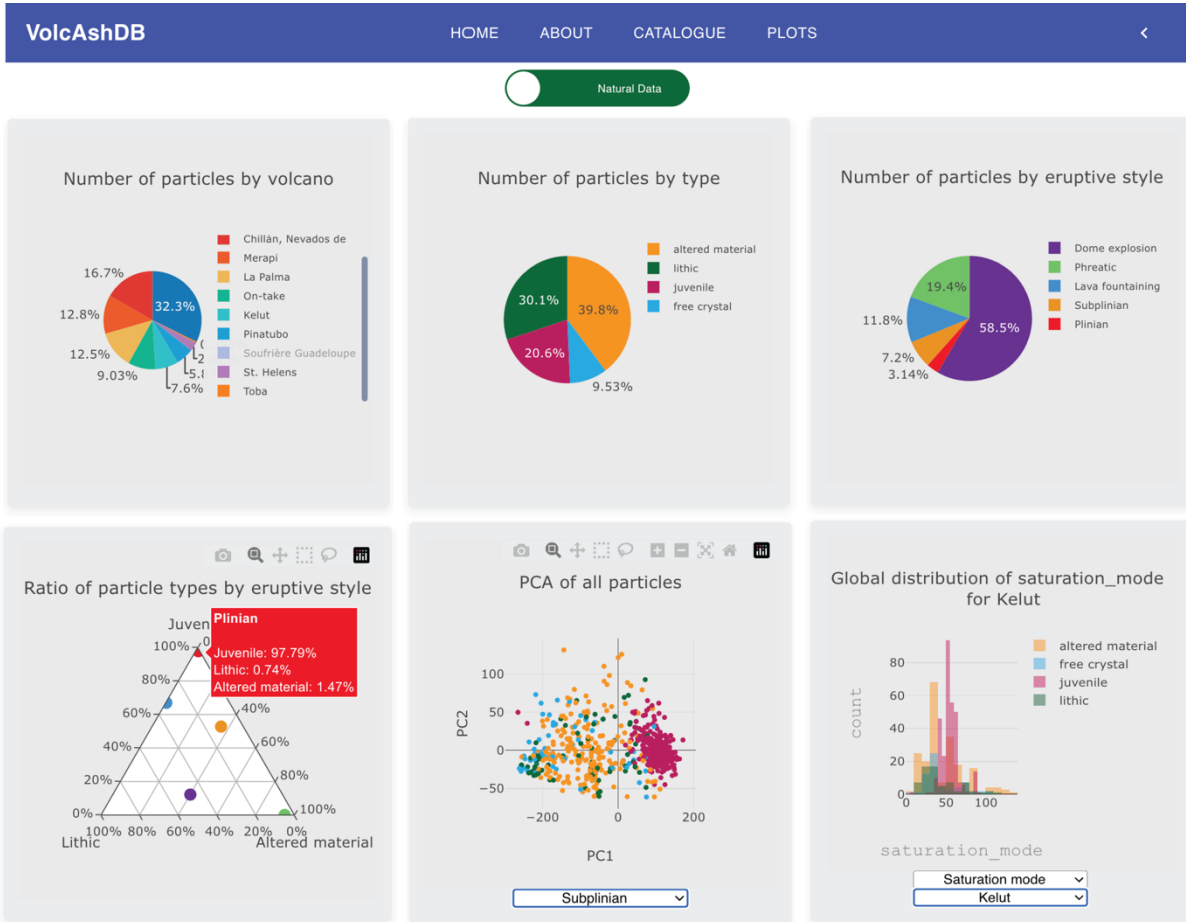 VolcAshDB
HOME
ABOUT
CATALOGUE
PLOTS
Natural Data
Number of particles by volcano
32.3%
16.7%
12.8%
12.5%
9.03%
7.6%
Chillán, Nevados de
Merapi
La Palma
On-take
Kelut
Pinatubo
Soufrière Guadeloupe
St. Helens
Toba
Number of particles by type
39.8%
30.1%
20.6%
9.53%
altered material
lithic
juvenile
free crystal
Number of particles by eruptive style
58.5%
19.4%
11.8%
7.2%
3.14%
Dome explosion
Phreatic
Lava fountaining
Subplinian
Plinian
Ratio of particle types by eruptive style
Juven
Plinian
Juvenile: 97.79%
Lithic: 0.74%
Altered material: 1.47%
100%
0
80%
60%
40%
40%
60%
20%
80%
0%
100%
100% 80% 60% 40% 20% 0%
Lithic
Altered material
PCA of all particles
PC2
100
50
0
−50
−200
0
200
PC1
Subplinian
Global distribution of saturation_mode
for Kelut
count
80
60
40
20
0
0
50
100
altered material
free crystal
juvenile
lithic
saturation_mode
Saturation mode
Kelut